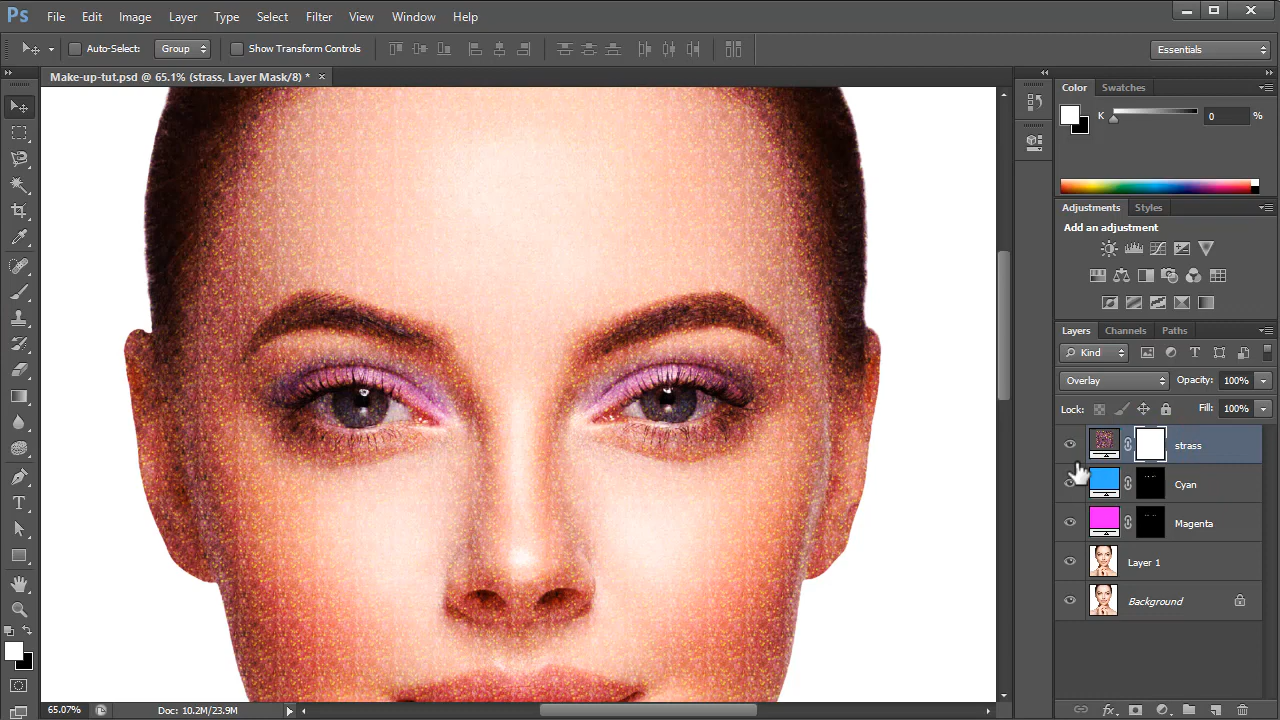 Ps File Edit Image Layer Type Select Filter View Window Help
Auto-Select: Group Show Transform Controls Essentials
Make-up-tut.psd @ 65.1% (strass, Layer Mask/8) * ×
Color Swatches
K 0 %
Adjustments Styles
Add an adjustment
Layers Channels Paths
Kind
Overlay Opacity: 100%
Lock: Fill: 100%
strass
Cyan
Magenta
Layer 1
Background
65.07% Doc: 10.2M/23.9M